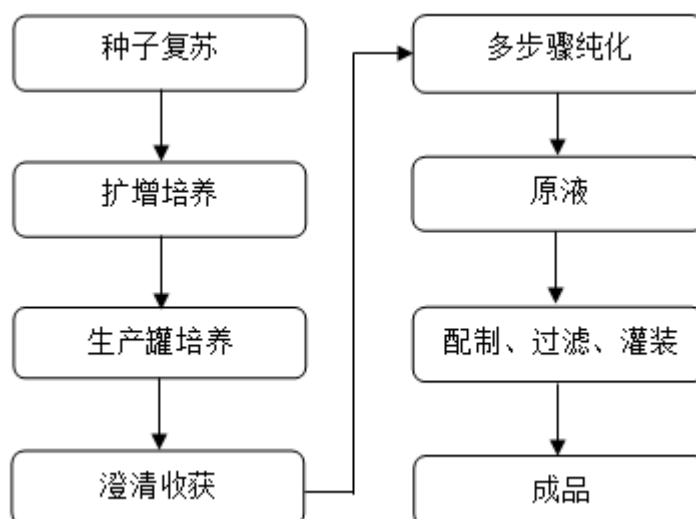 种子复苏
扩增培养
生产罐培养
澄清收获
多步骤纯化
原液
配制、过滤、灌装
成品